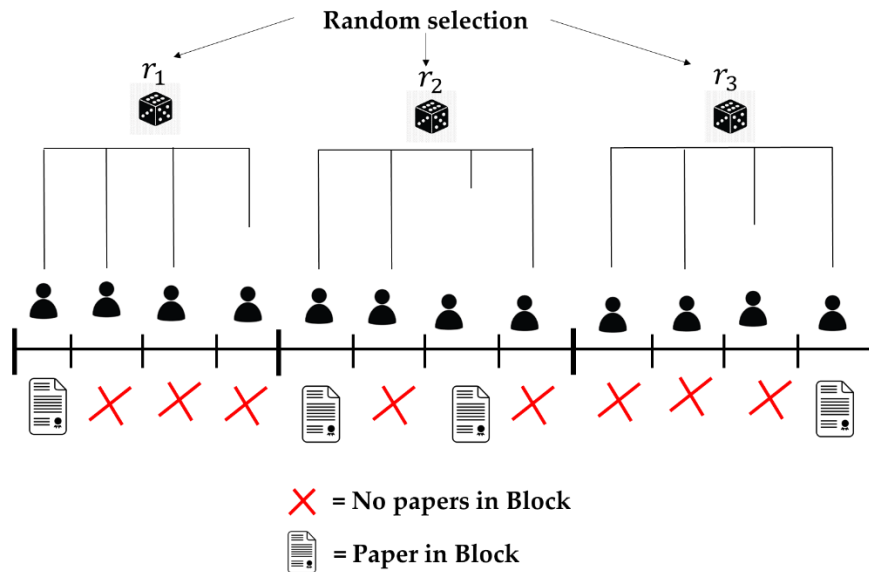 Random selection
r₁
r₂
r₃
= No papers in Block
= Paper in Block